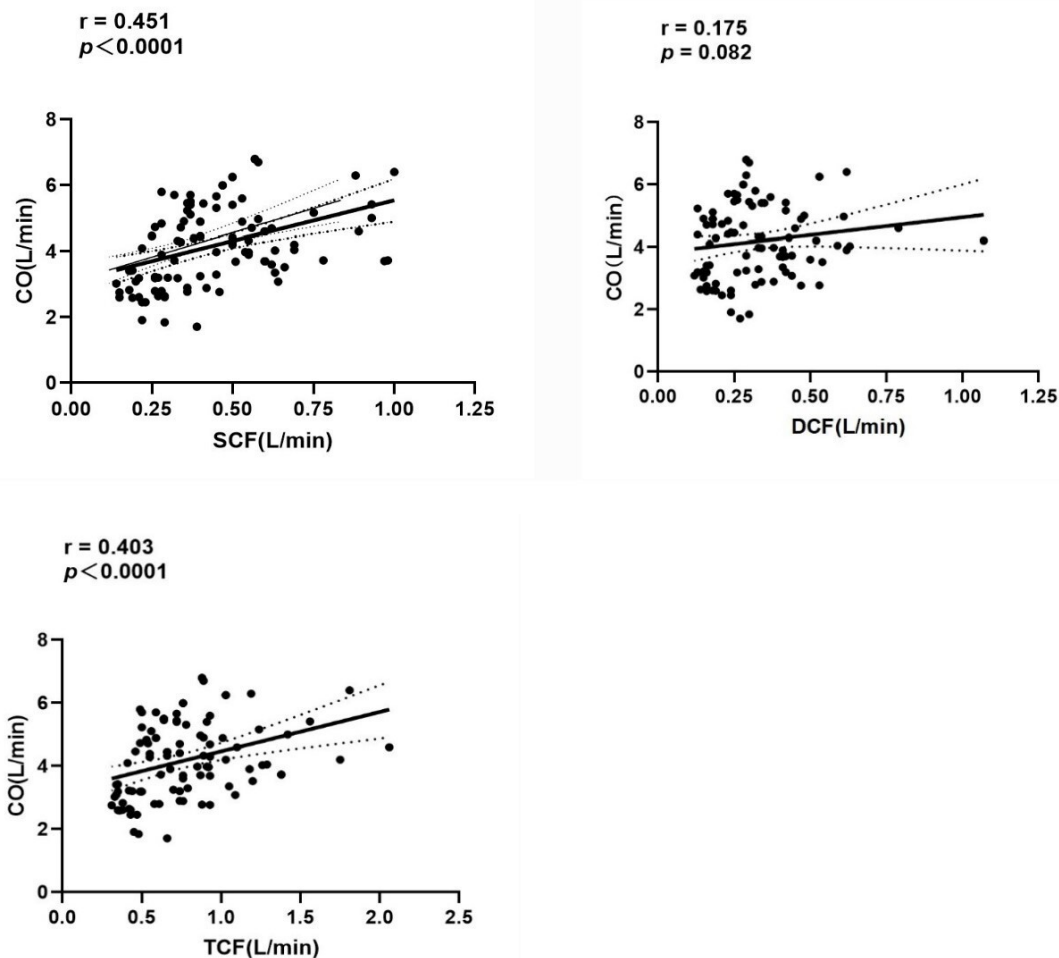 r = 0.451
p＜0.0001
CO(L/min)
8
6
4
2
0
0.00 0.25 0.50 0.75 1.00 1.25
SCF(L/min)
r = 0.175
p = 0.082
CO（L/min）
8
6
4
2
0
0.00 0.25 0.50 0.75 1.00 1.25
DCF(L/min)
r = 0.403
p＜0.0001
CO(L/min)
8
6
4
2
0
0.0 0.5 1.0 1.5 2.0 2.5
TCF(L/min)